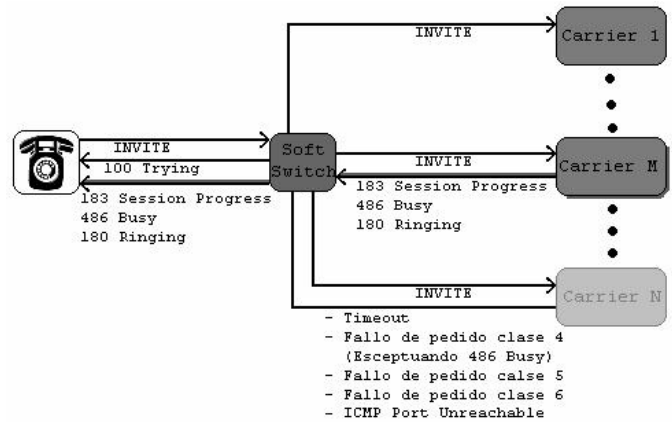 INVITE
Carrier 1
INVITE
100 Trying
Soft
Switch
INVITE
Carrier M
183 Session Progress
486 Busy
180 Ringing
183 Session Progress
486 Busy
180 Ringing
INVITE
Carrier N
- Timeout
- Fallo de pedido clase 4
(Esceptuando 486 Busy)
- Fallo de pedido calse 5
- Fallo de pedido clase 6
- ICMP Port Unreachable